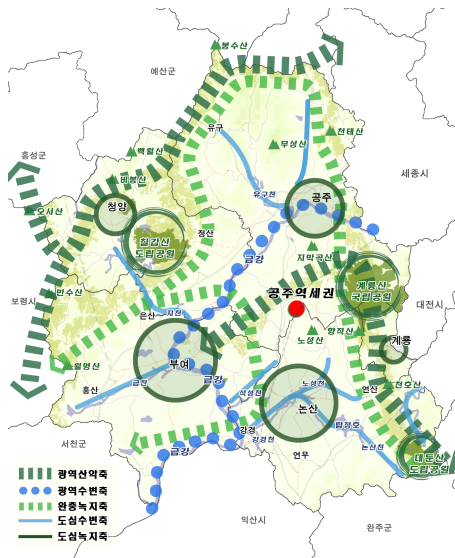 봉수산
예산군
유구
천태산
무성산
백월산
홍성군
세종시
비봉산
유구천
공주
청양
오서산
정산
칠갑산
도립공원
지막곡산
금강
계룡산
국립공원
만수산
보령시
공주역세권
대전시
은산
지천
노성산
향적산
계룡
월명산
부여
금강
홍산
금천
석성천
노성천
연산
천호산
논산
강경
탑정호
강경천
논산천
서천군
금강
연무
대둔산
도립공원
익산시
완주군
광역산악축
광역수변축
완충녹지축
도심수변축
도심녹지축